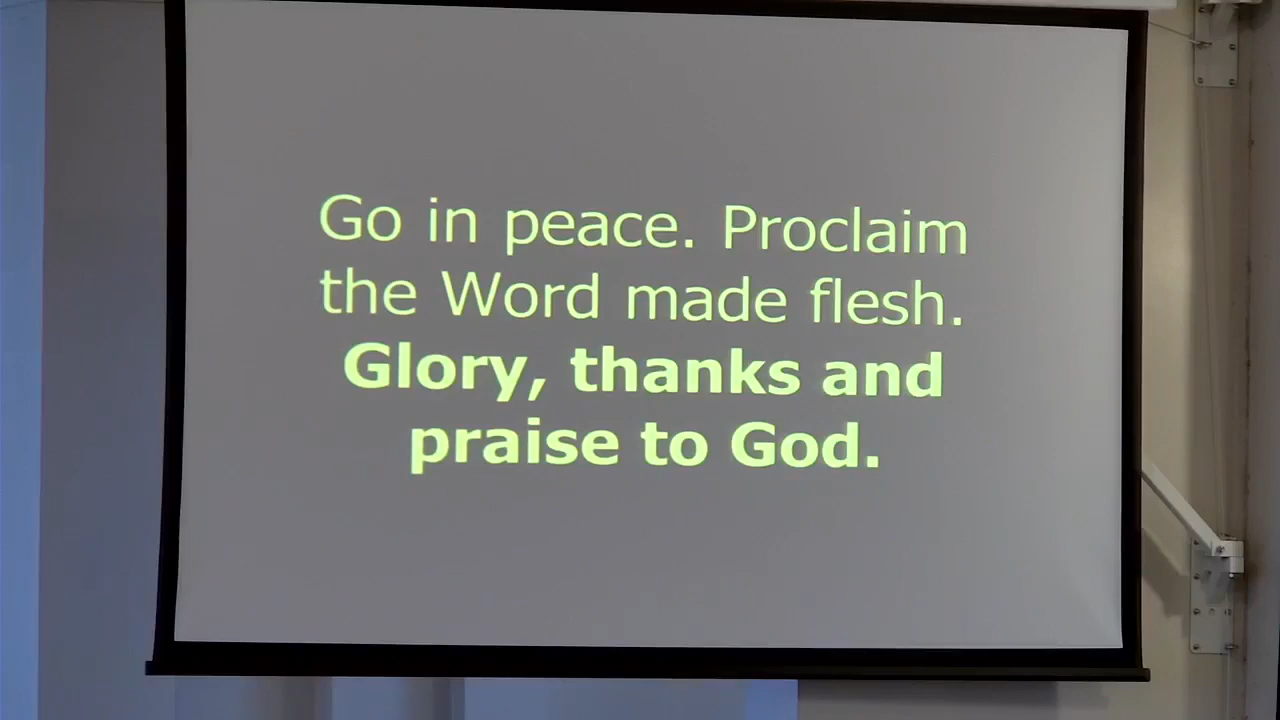 Go in peace. Proclaim
the Word made flesh.
Glory, thanks and
praise to God.